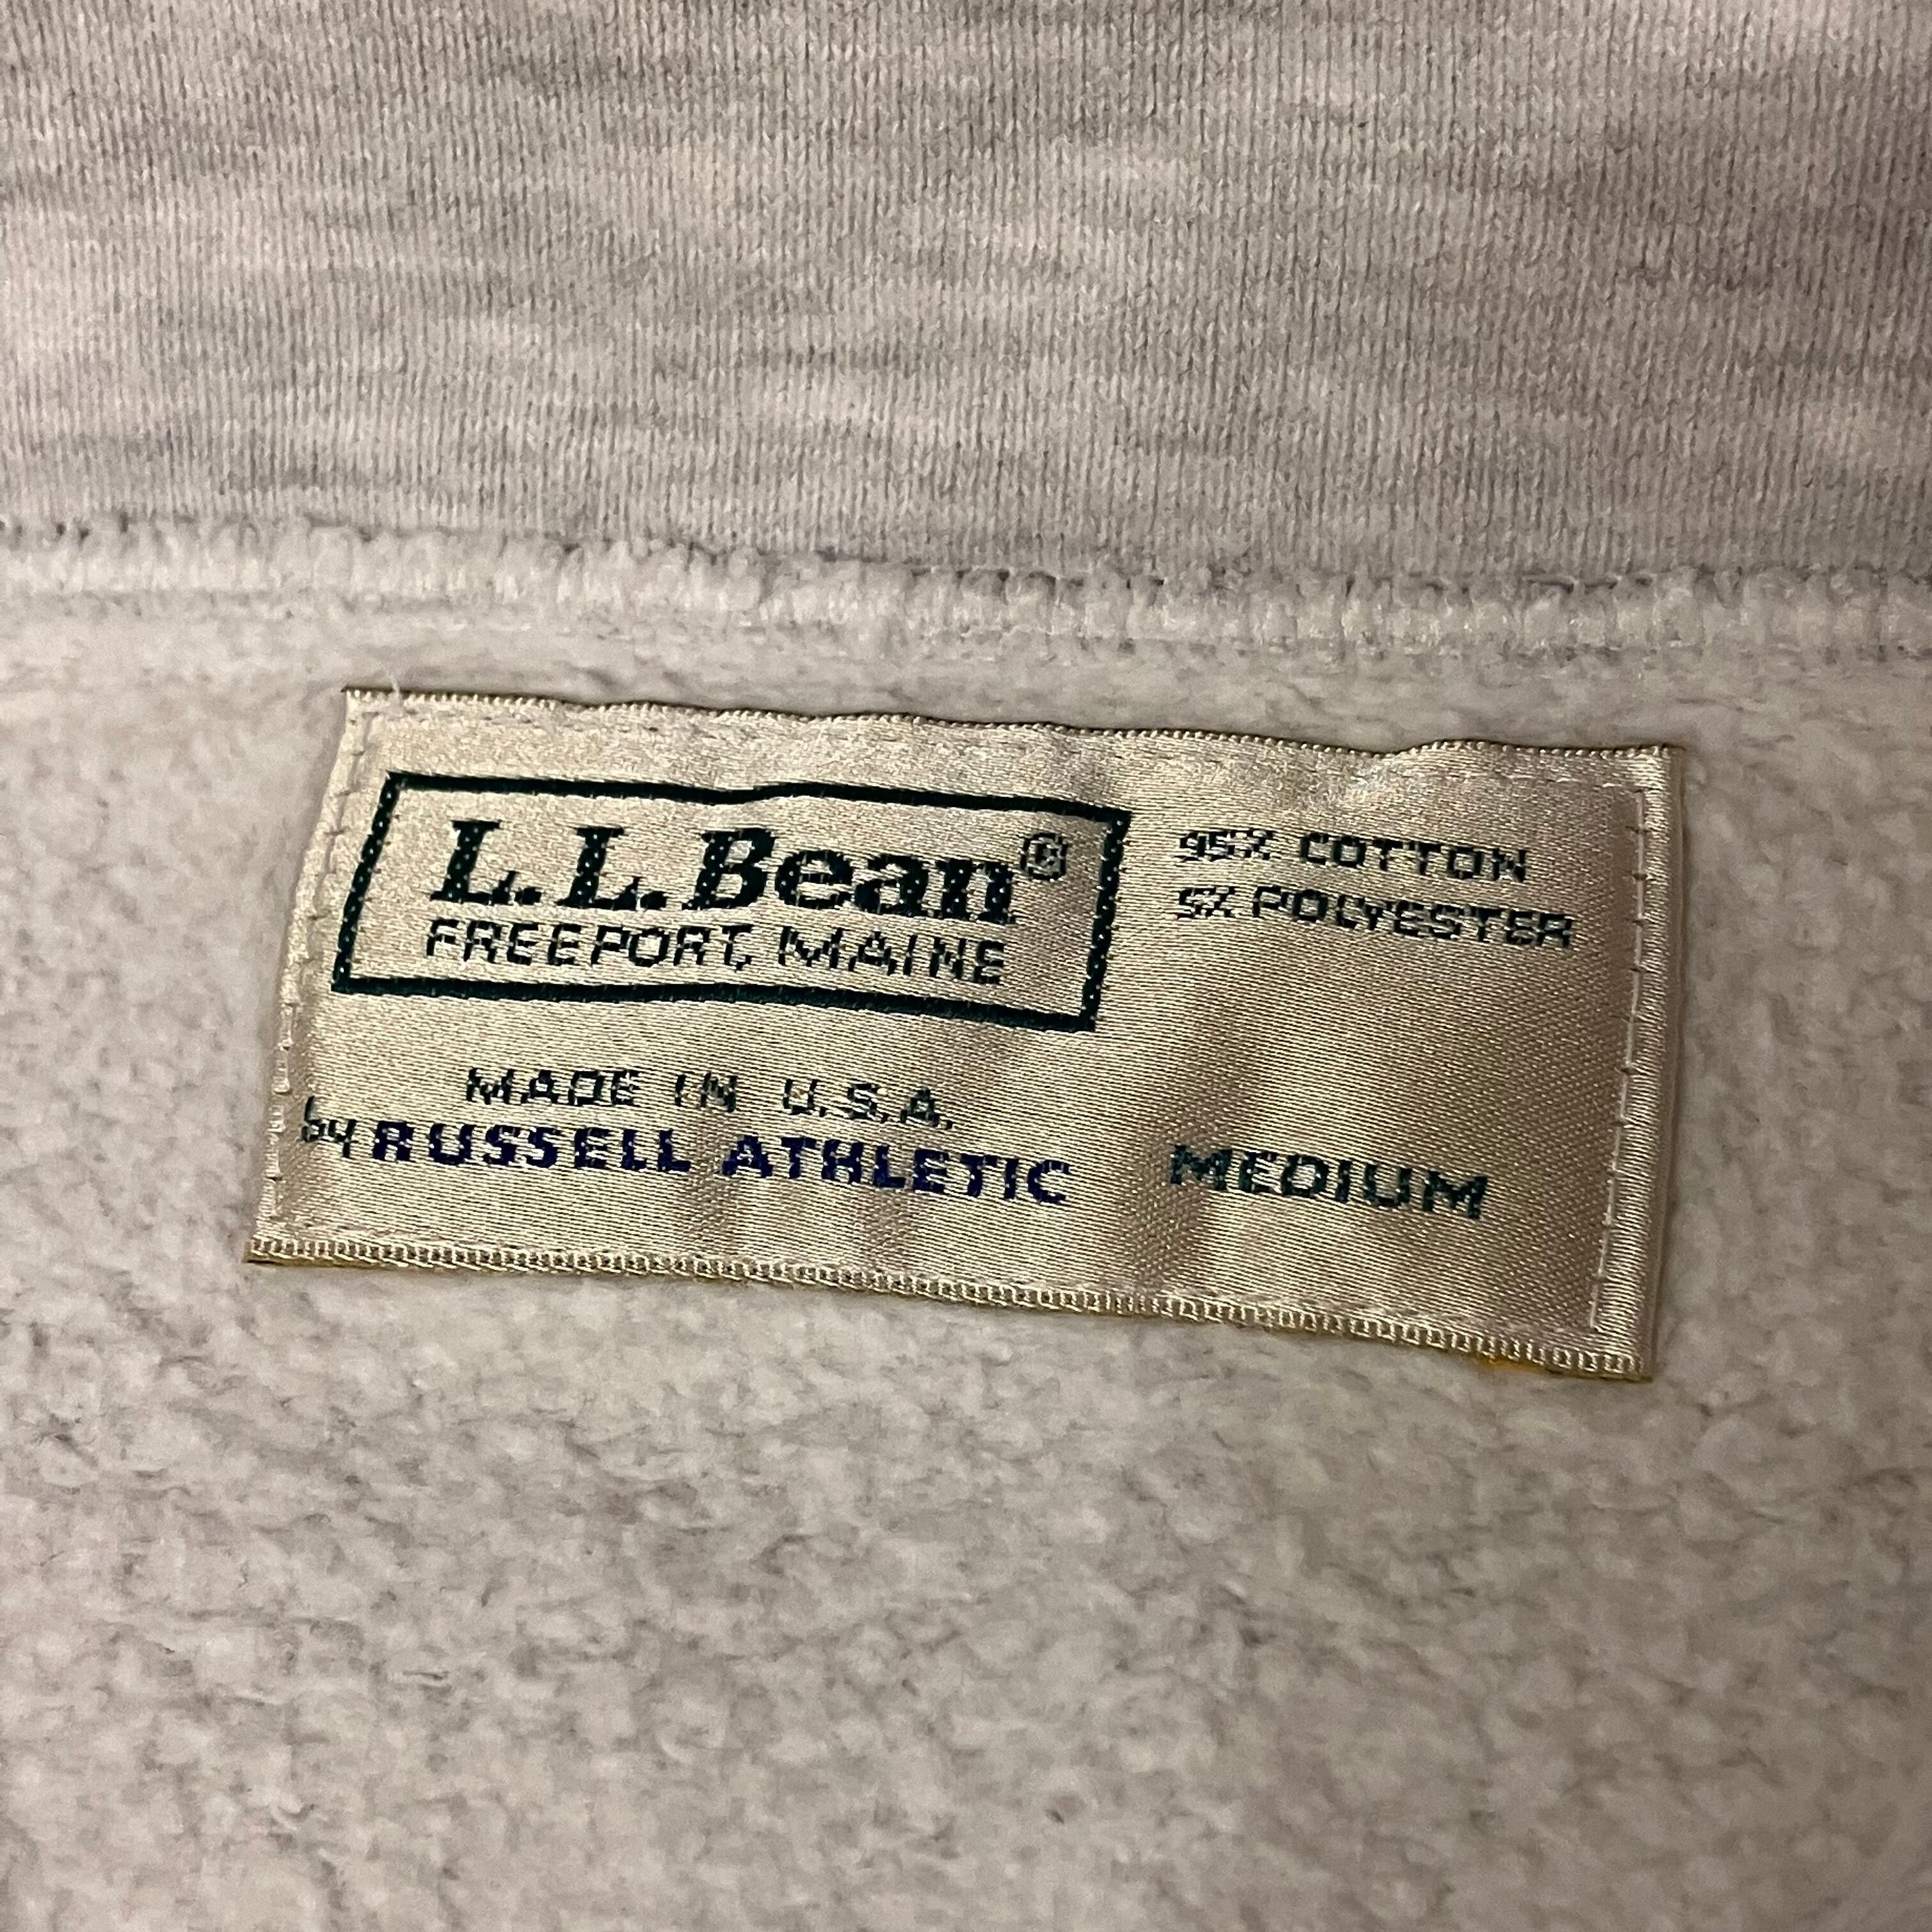 L.L.Bean®
FREEPORT, MAINE
95% COTTON
5% POLYESTER
MADE IN U.S.A.
by RUSSELL ATHLETIC
MEDIUM